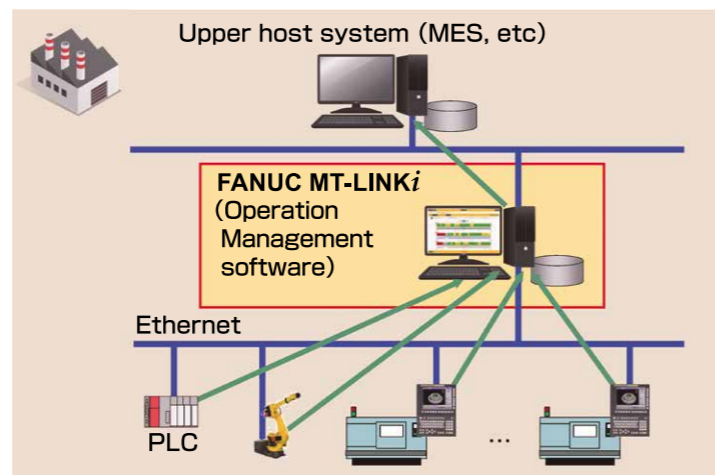 Upper host system (MES, etc)
FANUC MT-LINKi
(Operation
Management
software)
Ethernet
PLC
...